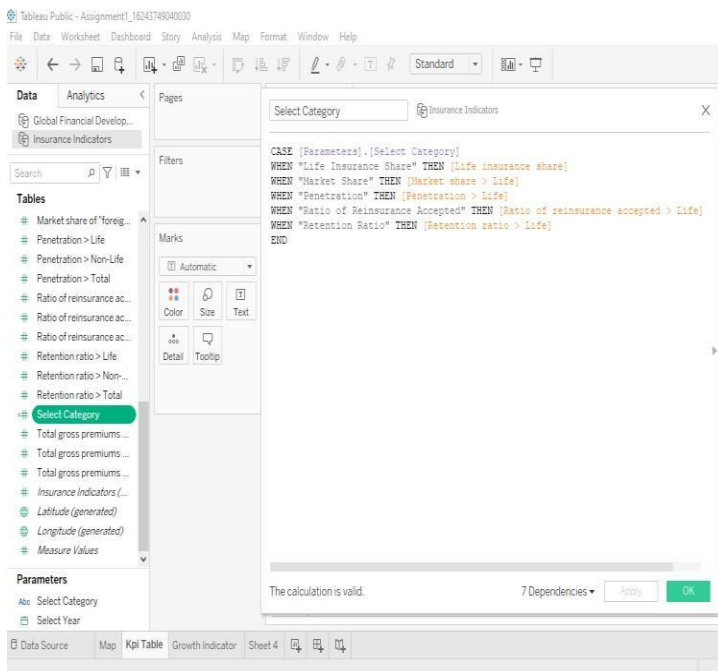 Tableau Public - Assignment1_16243749040030
File Data Worksheet Dashboard Story Analysis Map Format Window Help
Standard
Data Analytics
Global Financial Develop...
Insurance Indicators
Search
Tables
Market share of "foreig...
Penetration > Life
Penetration > Non-Life
Penetration > Total
Ratio of reinsurance ac...
Ratio of reinsurance ac...
Ratio of reinsurance ac...
Retention ratio > Life
Retention ratio > Non-...
Retention ratio > Total
Select Category
Total gross premiums ...
Total gross premiums ...
Total gross premiums ...
Insurance Indicators (...
Latitude (generated)
Longitude (generated)
Measure Values
Parameters
Abc Select Category
Select Year
Pages
Filters
Marks
Automatic
Color Size Text
Detail Tooltip
Select Category Insurance Indicators X
CASE [Parameters].[Select Category]
WHEN "Life Insurance Share" THEN [Life insurance share]
WHEN "Market Share" THEN [Market share > Life]
WHEN "Penetration" THEN [Penetration > Life]
WHEN "Ratio of Reinsurance Accepted" THEN [Ratio of reinsurance accepted > Life]
WHEN "Retention Ratio" THEN [Retention ratio > Life]
END
The calculation is valid. 7 Dependencies Apply OK
Data Source Map Kpi Table Growth Indicator Sheet 4